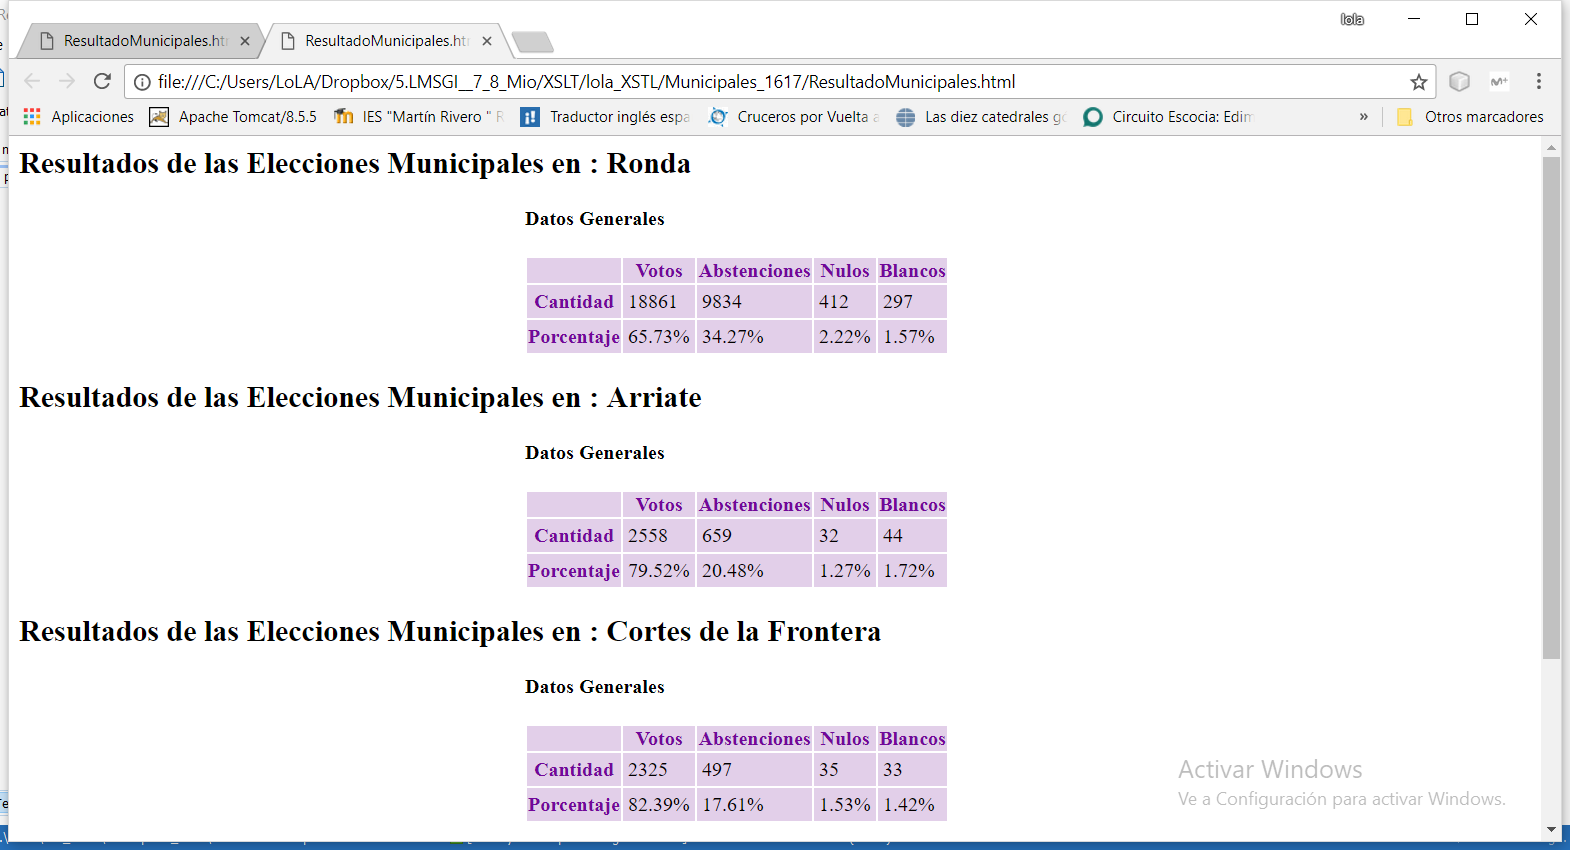 lola
ResultadoMunicipales.htm
ResultadoMunicipales.htm
file:///C:/Users/LoLA/Dropbox/5.LMSGI__7_8_Mio/XSLT/lola_XSTL/Municipales_1617/ResultadoMunicipales.html
Aplicaciones Apache Tomcat/8.5.5 IES "Martín Rivero " R Traductor inglés espa Cruceros por Vuelta a Las diez catedrales gc Circuito Escocia: Edim » Otros marcadores
Resultados de las Elecciones Municipales en : Ronda
Datos Generales
Votos Abstenciones Nulos Blancos
Cantidad 18861 9834 412 297
Porcentaje 65.73% 34.27% 2.22% 1.57%
Resultados de las Elecciones Municipales en : Arriate
Datos Generales
Votos Abstenciones Nulos Blancos
Cantidad 2558 659 32 44
Porcentaje 79.52% 20.48% 1.27% 1.72%
Resultados de las Elecciones Municipales en : Cortes de la Frontera
Datos Generales
Votos Abstenciones Nulos Blancos
Cantidad 2325 497 35 33
Porcentaje 82.39% 17.61% 1.53% 1.42%
Activar Windows
Ve a Configuración para activar Windows.